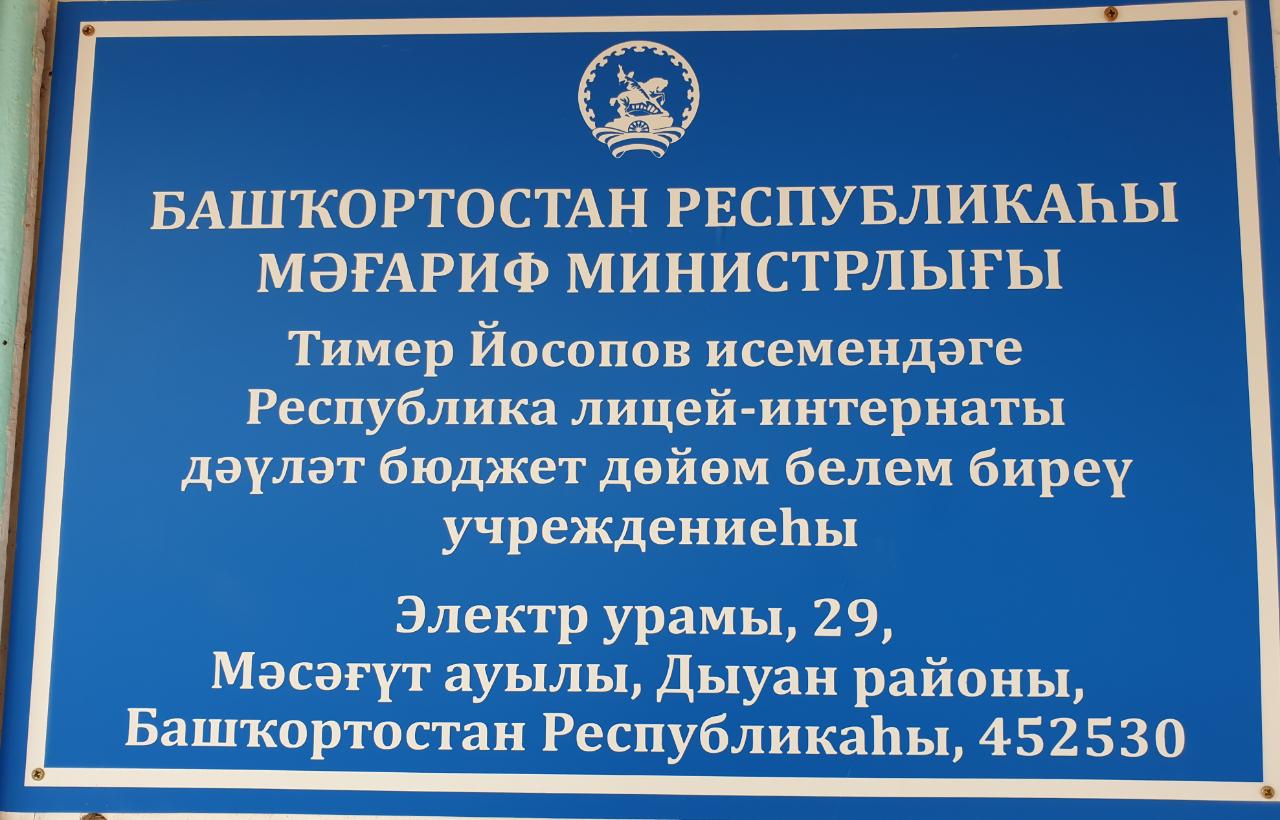 БАШҠОРТОСТАН РЕСПУБЛИКАҺЫ
МӘҒАРИФ МИНИСТРЛЫҒЫ
Тимер Йосопов исемендәге
Республика лицей-интернаты
дәүләт бюджет дөйөм белем биреү
учреждениеһы
Электр урамы, 29,
Мәсәғүт ауылы, Дыуан районы,
Башҡортостан Республикаһы, 452530